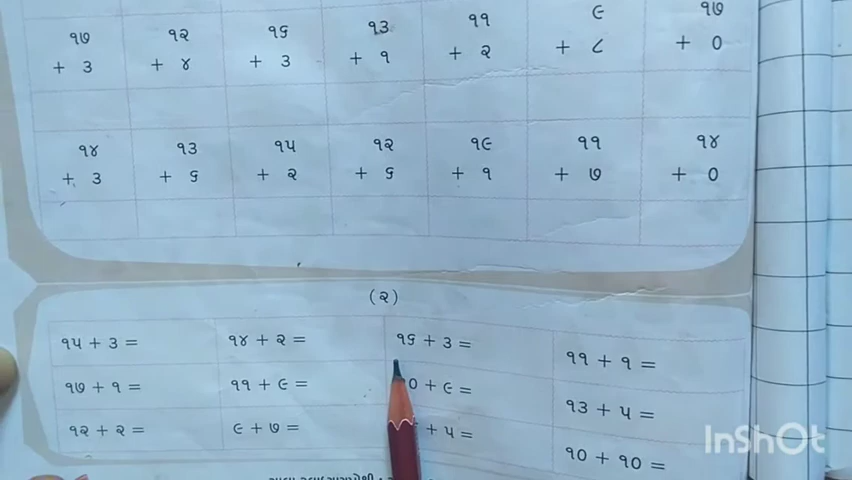 ૧૭ ૧૨ ૧૬ ૧૩ ૧૧ ૯ ૧૭
+ ૩ + ૪ + ૩ + ૧ + ૨ + ૮ + ૦
૧૪ ૧૩ ૧૫ ૧૨ ૧૯ ૧૧ ૧૪
+ ૩ + ૬ + ૨ + ૬ + ૧ + ૭ + ૦
(૨)
૧૫ + ૩ = ૧૪ + ૨ = ૧૬ + ૩ = ૧૧ + ૧ =
૧૭ + ૧ = ૧૧ + ૯ = ૦ + ૯ = ૧૩ + ૫ =
૧૨ + ૨ = ૯ + ૭ = + ૫ = ૧૦ + ૧૦ =
InShOt